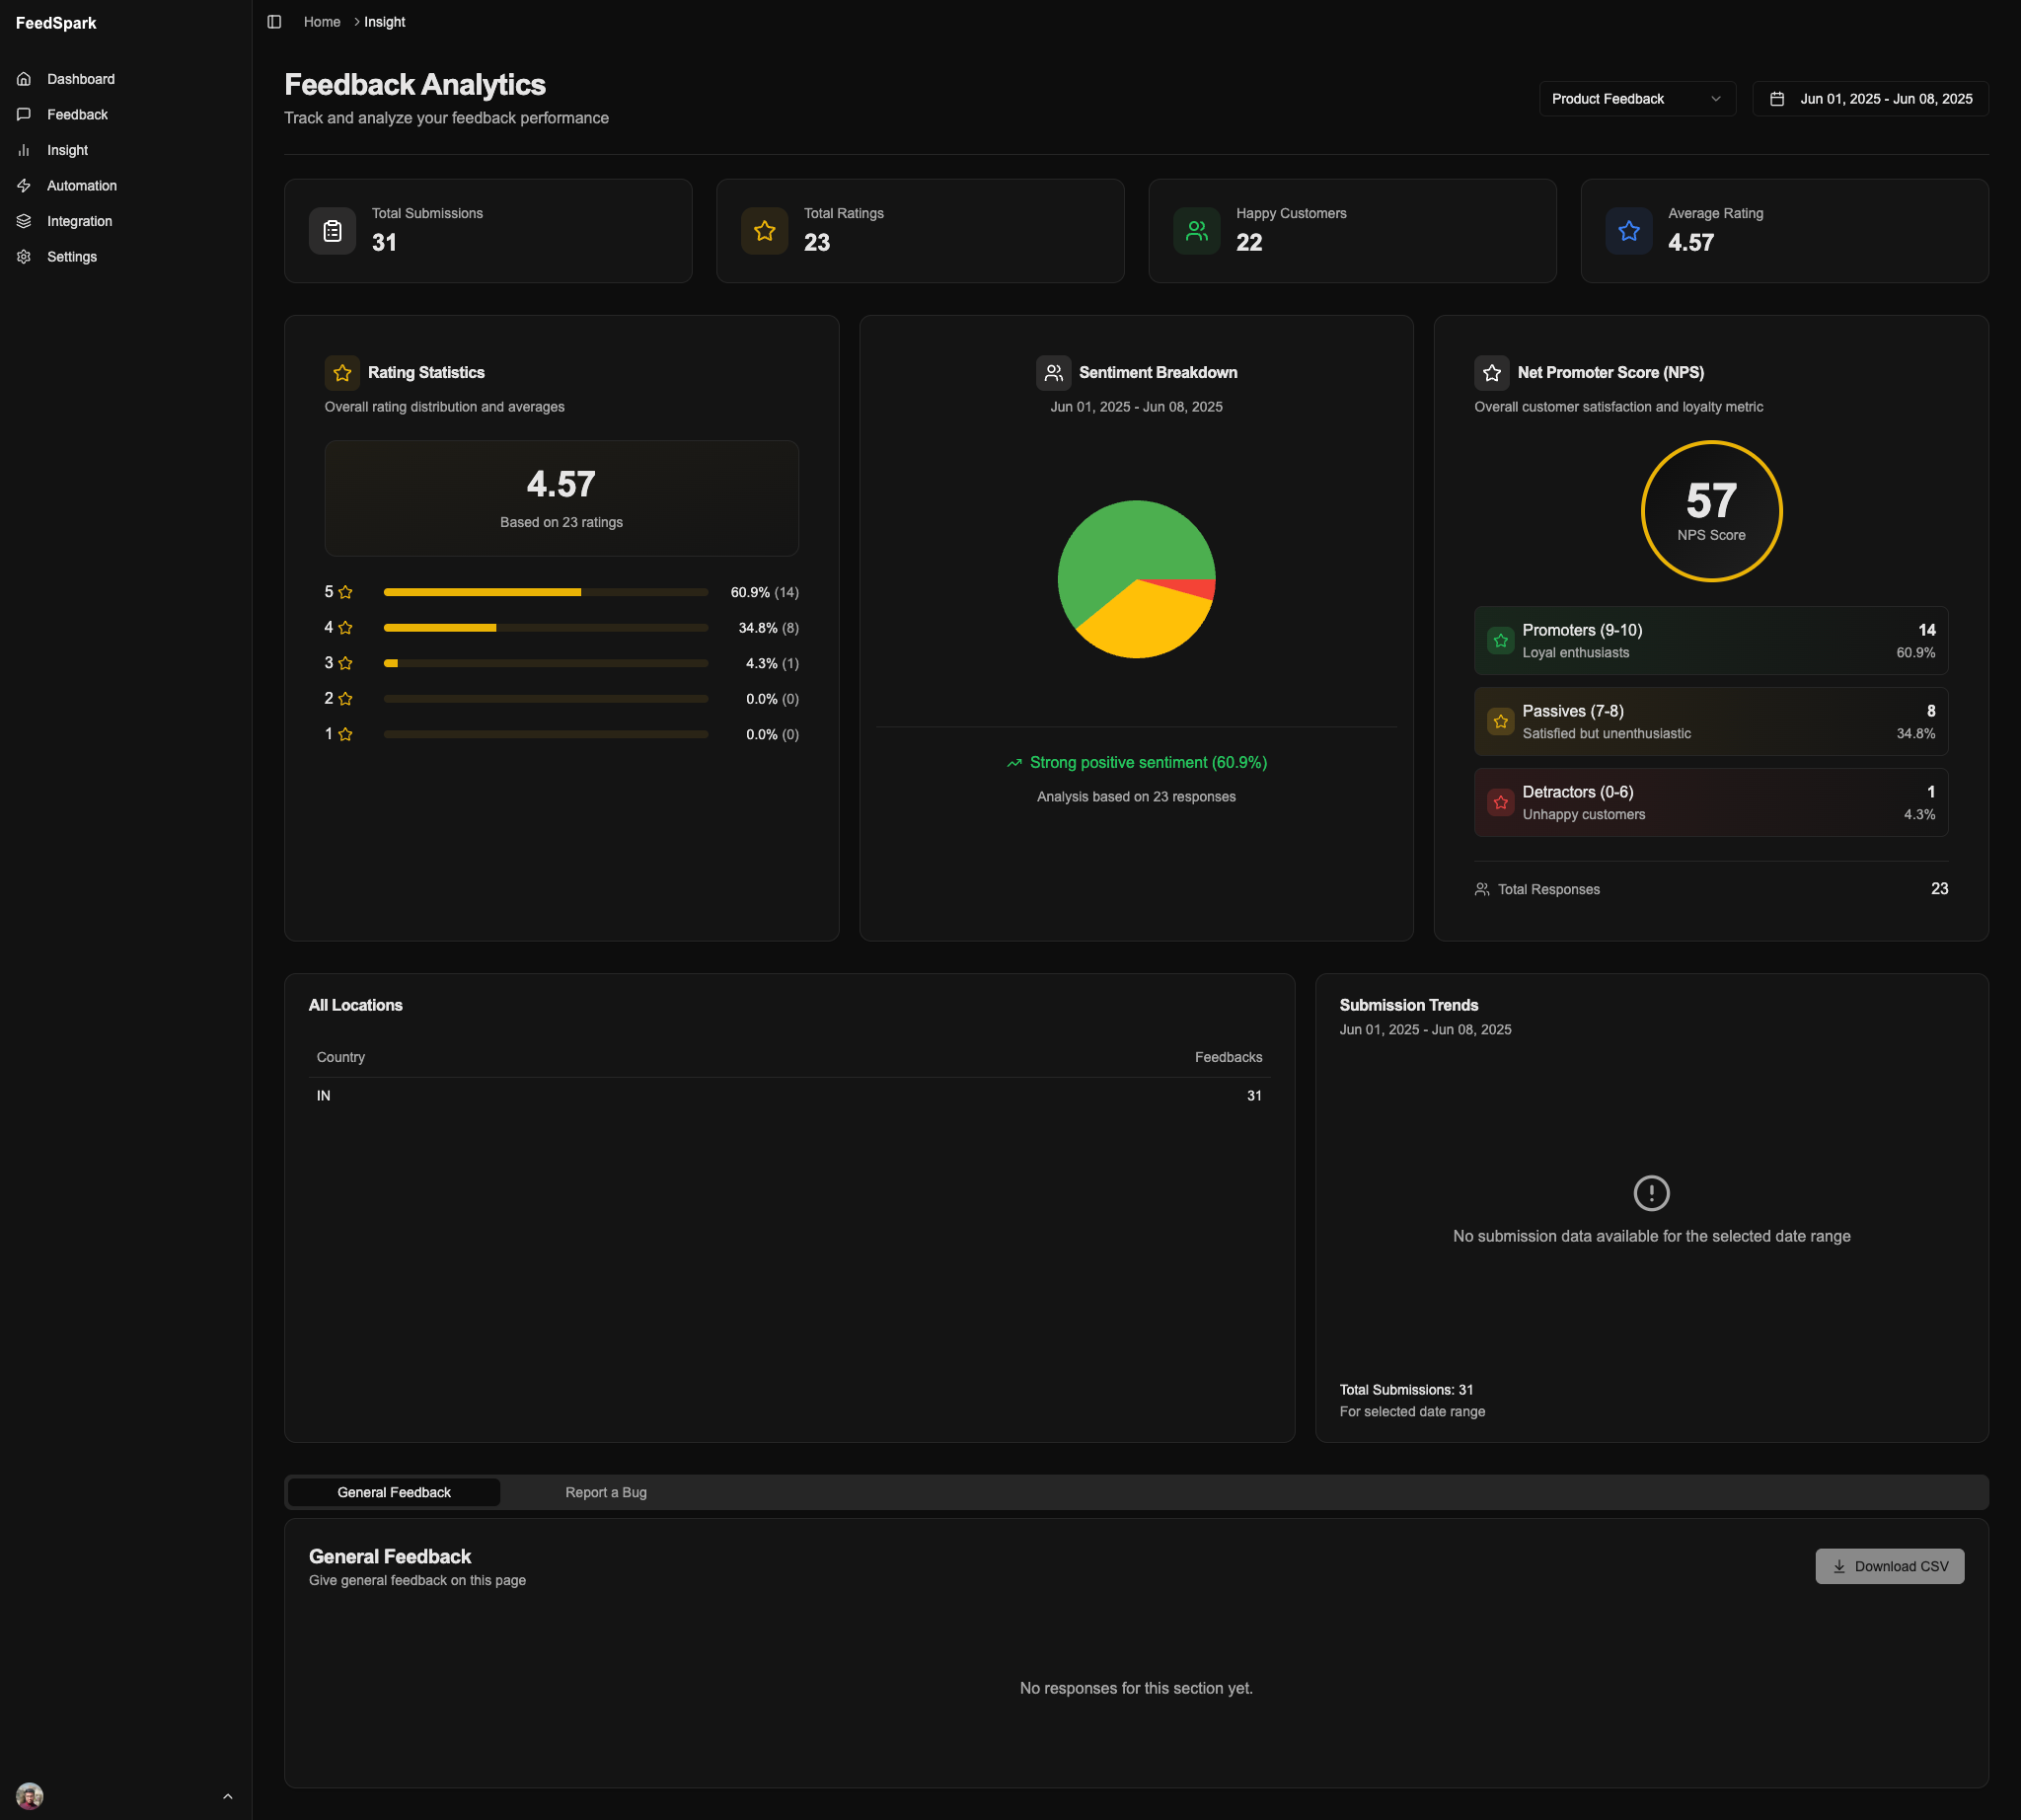 FeedSpark
Dashboard
Feedback
Insight
Automation
Integration
Settings
Home > Insight
Feedback Analytics
Track and analyze your feedback performance
Product Feedback
Jun 01, 2025 - Jun 08, 2025
Total Submissions
31
Total Ratings
23
Happy Customers
22
Average Rating
4.57
Rating Statistics
Overall rating distribution and averages
4.57
Based on 23 ratings
5 60.9% (14)
4 34.8% (8)
3 4.3% (1)
2 0.0% (0)
1 0.0% (0)
Sentiment Breakdown
Jun 01, 2025 - Jun 08, 2025
Strong positive sentiment (60.9%)
Analysis based on 23 responses
Net Promoter Score (NPS)
Overall customer satisfaction and loyalty metric
57
NPS Score
Promoters (9-10) 14
Loyal enthusiasts 60.9%
Passives (7-8) 8
Satisfied but unenthusiastic 34.8%
Detractors (0-6) 1
Unhappy customers 4.3%
Total Responses 23
All Locations
Country Feedbacks
IN 31
Submission Trends
Jun 01, 2025 - Jun 08, 2025
No submission data available for the selected date range
Total Submissions: 31
For selected date range
General Feedback
Report a Bug
General Feedback
Give general feedback on this page
Download CSV
No responses for this section yet.